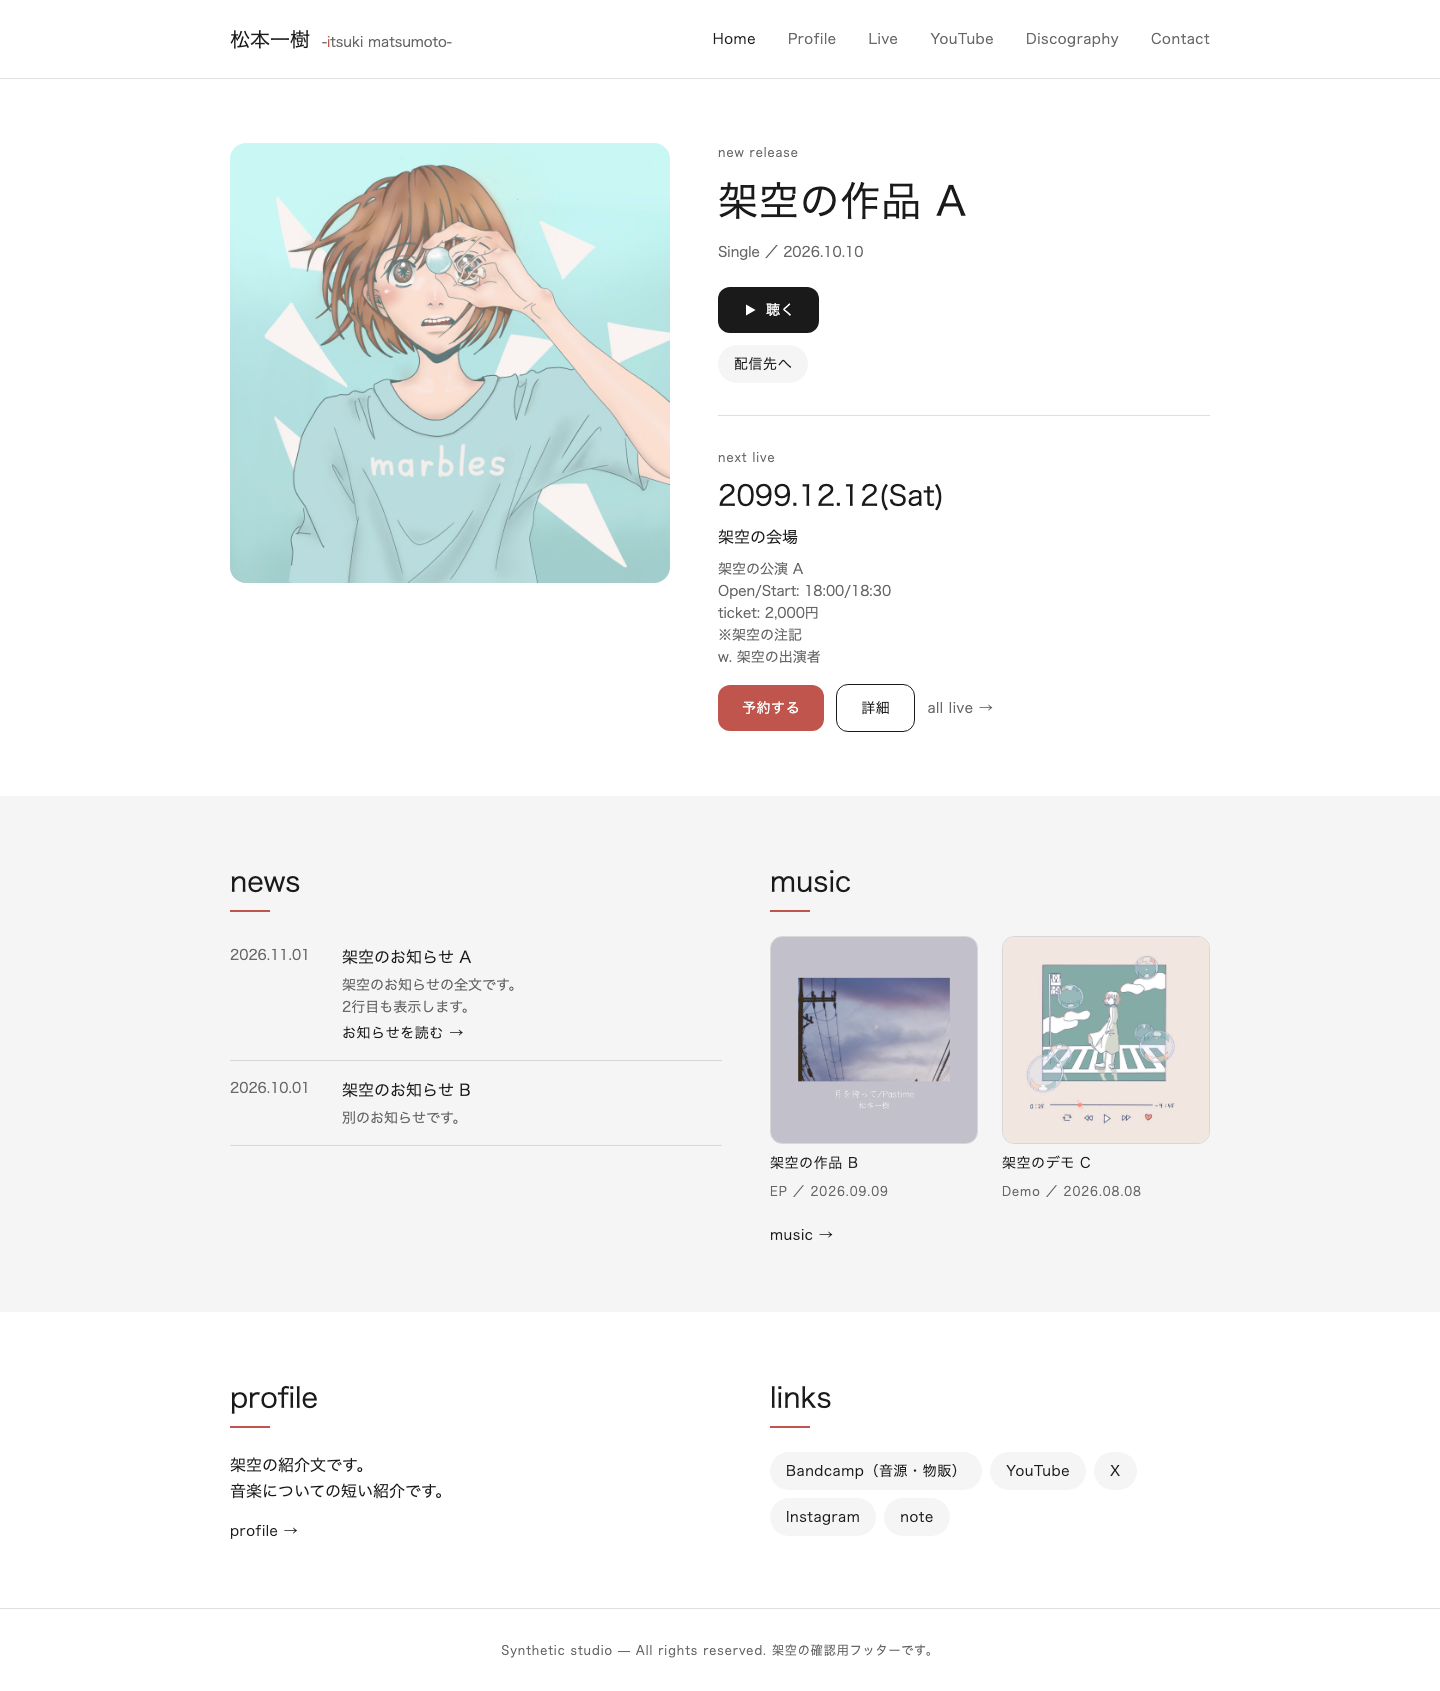 松本一樹 -itsuki matsumoto-
Home Profile Live YouTube Discography Contact
marbles
new release
架空の作品 A
Single ／ 2026.10.10
▶ 聴く
配信先へ
next live
2099.12.12(Sat)
架空の会場
架空の公演 A
Open/Start: 18:00/18:30
ticket: 2,000円
※架空の注記
w. 架空の出演者
予約する 詳細 all live →
news
2026.11.01 架空のお知らせ A
架空のお知らせの全文です。
2行目も表示します。
お知らせを読む →
2026.10.01 架空のお知らせ B
別のお知らせです。
music
月を待って/Pastime
松本一樹
架空の作品 B
EP ／ 2026.09.09
架空のデモ C
Demo ／ 2026.08.08
music →
profile
架空の紹介文です。
音楽についての短い紹介です。
profile →
links
Bandcamp（音源・物販） YouTube X
Instagram note
Synthetic studio — All rights reserved. 架空の確認用フッターです。